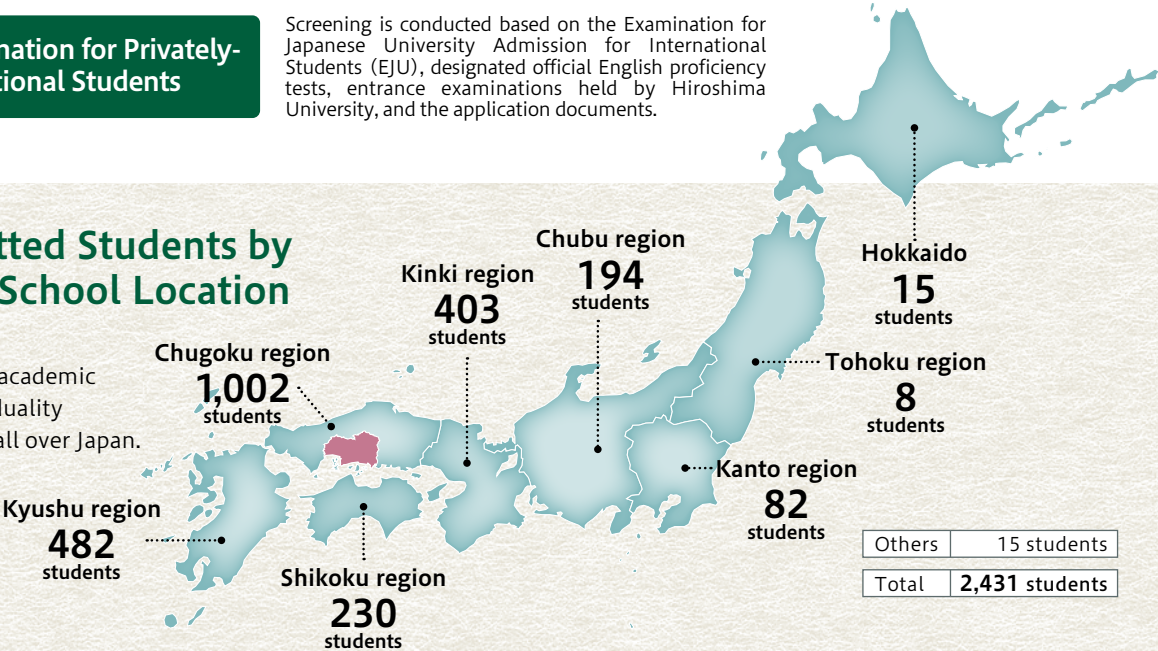 nation for Privately-
tional Students
Screening is conducted based on the Examination for
Japanese University Admission for International
Students (EJU), designated official English proficiency
tests, entrance examinations held by Hiroshima
University, and the application documents.
tted Students by
School Location
academic
duality
all over Japan.
Chugoku region
1,002
students
Kinki region
403
students
Chubu region
194
students
Hokkaido
15
students
Tohoku region
8
students
Kanto region
82
students
Kyushu region
482
students
Shikoku region
230
students
Others 15 students
Total 2,431 students